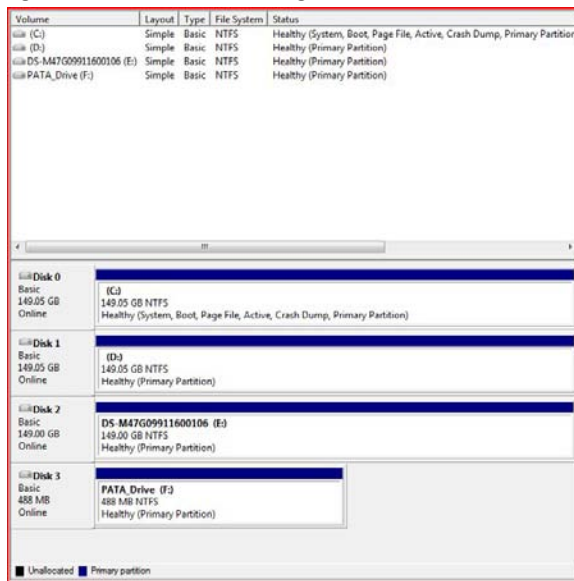 Volume Layout Type File System Status
(C:) Simple Basic NTFS Healthy (System, Boot, Page File, Active, Crash Dump, Primary Partition
(D:) Simple Basic NTFS Healthy (Primary Partition)
DS-M47G09911600106 (E:) Simple Basic NTFS Healthy (Primary Partition)
PATA_Drive (F:) Simple Basic NTFS Healthy (Primary Partition)
Disk 0
Basic
149.05 GB
Online
(C:)
149.05 GB NTFS
Healthy (System, Boot, Page File, Active, Crash Dump, Primary Partition)
Disk 1
Basic
149.05 GB
Online
(D:)
149.05 GB NTFS
Healthy (Primary Partition)
Disk 2
Basic
149.00 GB
Online
DS-M47G09911600106 (E:)
149.00 GB NTFS
Healthy (Primary Partition)
Disk 3
Basic
488 MB
Online
PATA_Drive (F:)
488 MB NTFS
Healthy (Primary Partition)
Unallocated Primary partition